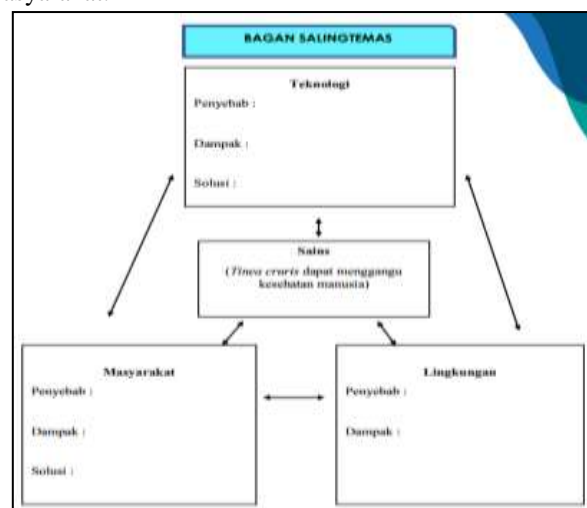 BAGAN SALINGTEMAS
Teknologi
Penyebab :
Dampak :
Solusi :
Sains
(Tinea cruris dapat menggangu
kesehatan manusia)
Masyarakat
Penyebab :
Dampak :
Solusi :
Lingkungan
Penyebab :
Dampak :